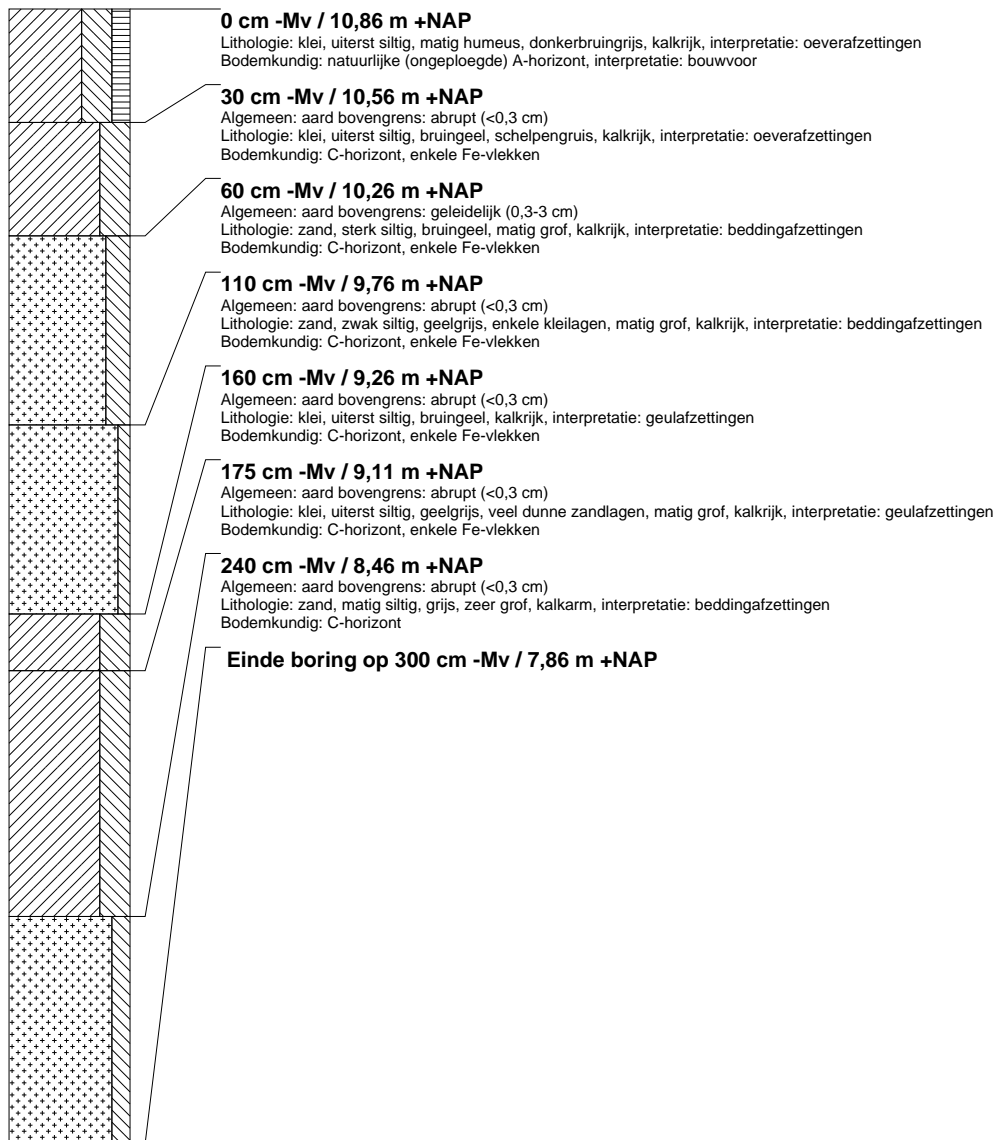 0 cm -Mv / 10,86 m +NAP
Lithologie: klei, uiterst siltig, matig humeus, donkerbruingrijs, kalkrijk, interpretatie: oeverafzettingen
Bodemkundig: natuurlijke (ongeploegde) A-horizont, interpretatie: bouwvoor
30 cm -Mv / 10,56 m +NAP
Algemeen: aard bovengrens: abrupt (<0,3 cm)
Lithologie: klei, uiterst siltig, bruingeel, schelpengruis, kalkrijk, interpretatie: oeverafzettingen
Bodemkundig: C-horizont, enkele Fe-vlekken
60 cm -Mv / 10,26 m +NAP
Algemeen: aard bovengrens: geleidelijk (0,3-3 cm)
Lithologie: zand, sterk siltig, bruingeel, matig grof, kalkrijk, interpretatie: beddingafzettingen
Bodemkundig: C-horizont, enkele Fe-vlekken
110 cm -Mv / 9,76 m +NAP
Algemeen: aard bovengrens: abrupt (<0,3 cm)
Lithologie: zand, zwak siltig, geelgrijs, enkele kleilagen, matig grof, kalkrijk, interpretatie: beddingafzettingen
Bodemkundig: C-horizont, enkele Fe-vlekken
160 cm -Mv / 9,26 m +NAP
Algemeen: aard bovengrens: abrupt (<0,3 cm)
Lithologie: klei, uiterst siltig, bruingeel, kalkrijk, interpretatie: geulafzettingen
Bodemkundig: C-horizont, enkele Fe-vlekken
175 cm -Mv / 9,11 m +NAP
Algemeen: aard bovengrens: abrupt (<0,3 cm)
Lithologie: klei, uiterst siltig, geelgrijs, veel dunne zandlagen, matig grof, kalkrijk, interpretatie: geulafzettingen
Bodemkundig: C-horizont, enkele Fe-vlekken
240 cm -Mv / 8,46 m +NAP
Algemeen: aard bovengrens: abrupt (<0,3 cm)
Lithologie: zand, matig siltig, grijs, zeer grof, kalkarm, interpretatie: beddingafzettingen
Bodemkundig: C-horizont
Einde boring op 300 cm -Mv / 7,86 m +NAP